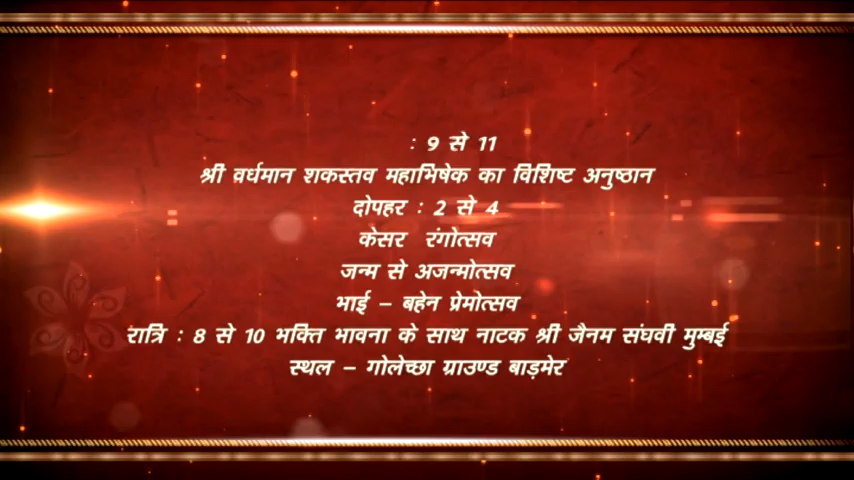 : 9 से 11
श्री वर्धमान शकस्तव महाभिषेक का विशिष्ट अनुष्ठान
दोपहर : 2 से 4
केसर रंगोत्सव
जन्म से अजन्मोत्सव
भाई – बहेन प्रेमोत्सव
रात्रि : 8 से 10 भक्ति भावना के साथ नाटक श्री जैनम संघवी मुम्बई
स्थल – गोलेच्छा ग्राउण्ड बाड़मेर